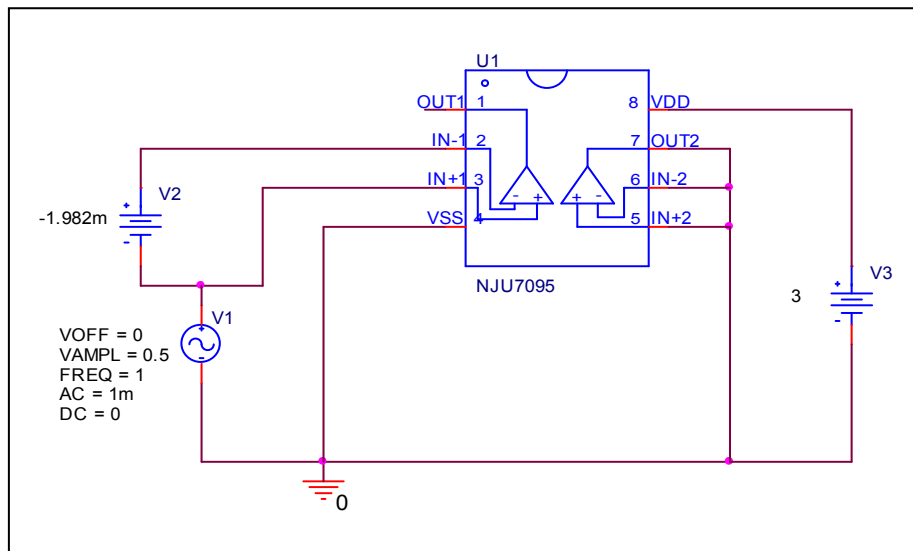 U1
OUT1 1
8 VDD
IN-1 2
7 OUT2
IN+1 3
6 IN-2
VSS 4
5 IN+2
- +
- +
NJU7095
+
V2
-1.982m
-
V1
+
-
VOFF = 0
VAMPL = 0.5
FREQ = 1
AC = 1m
DC = 0
V3
+
3
-
0